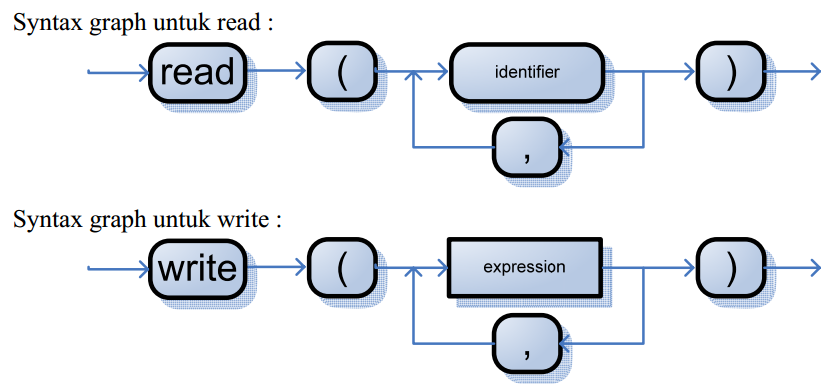 Syntax graph untuk read :
read ( identifier )
,
Syntax graph untuk write :
write ( expression )
,